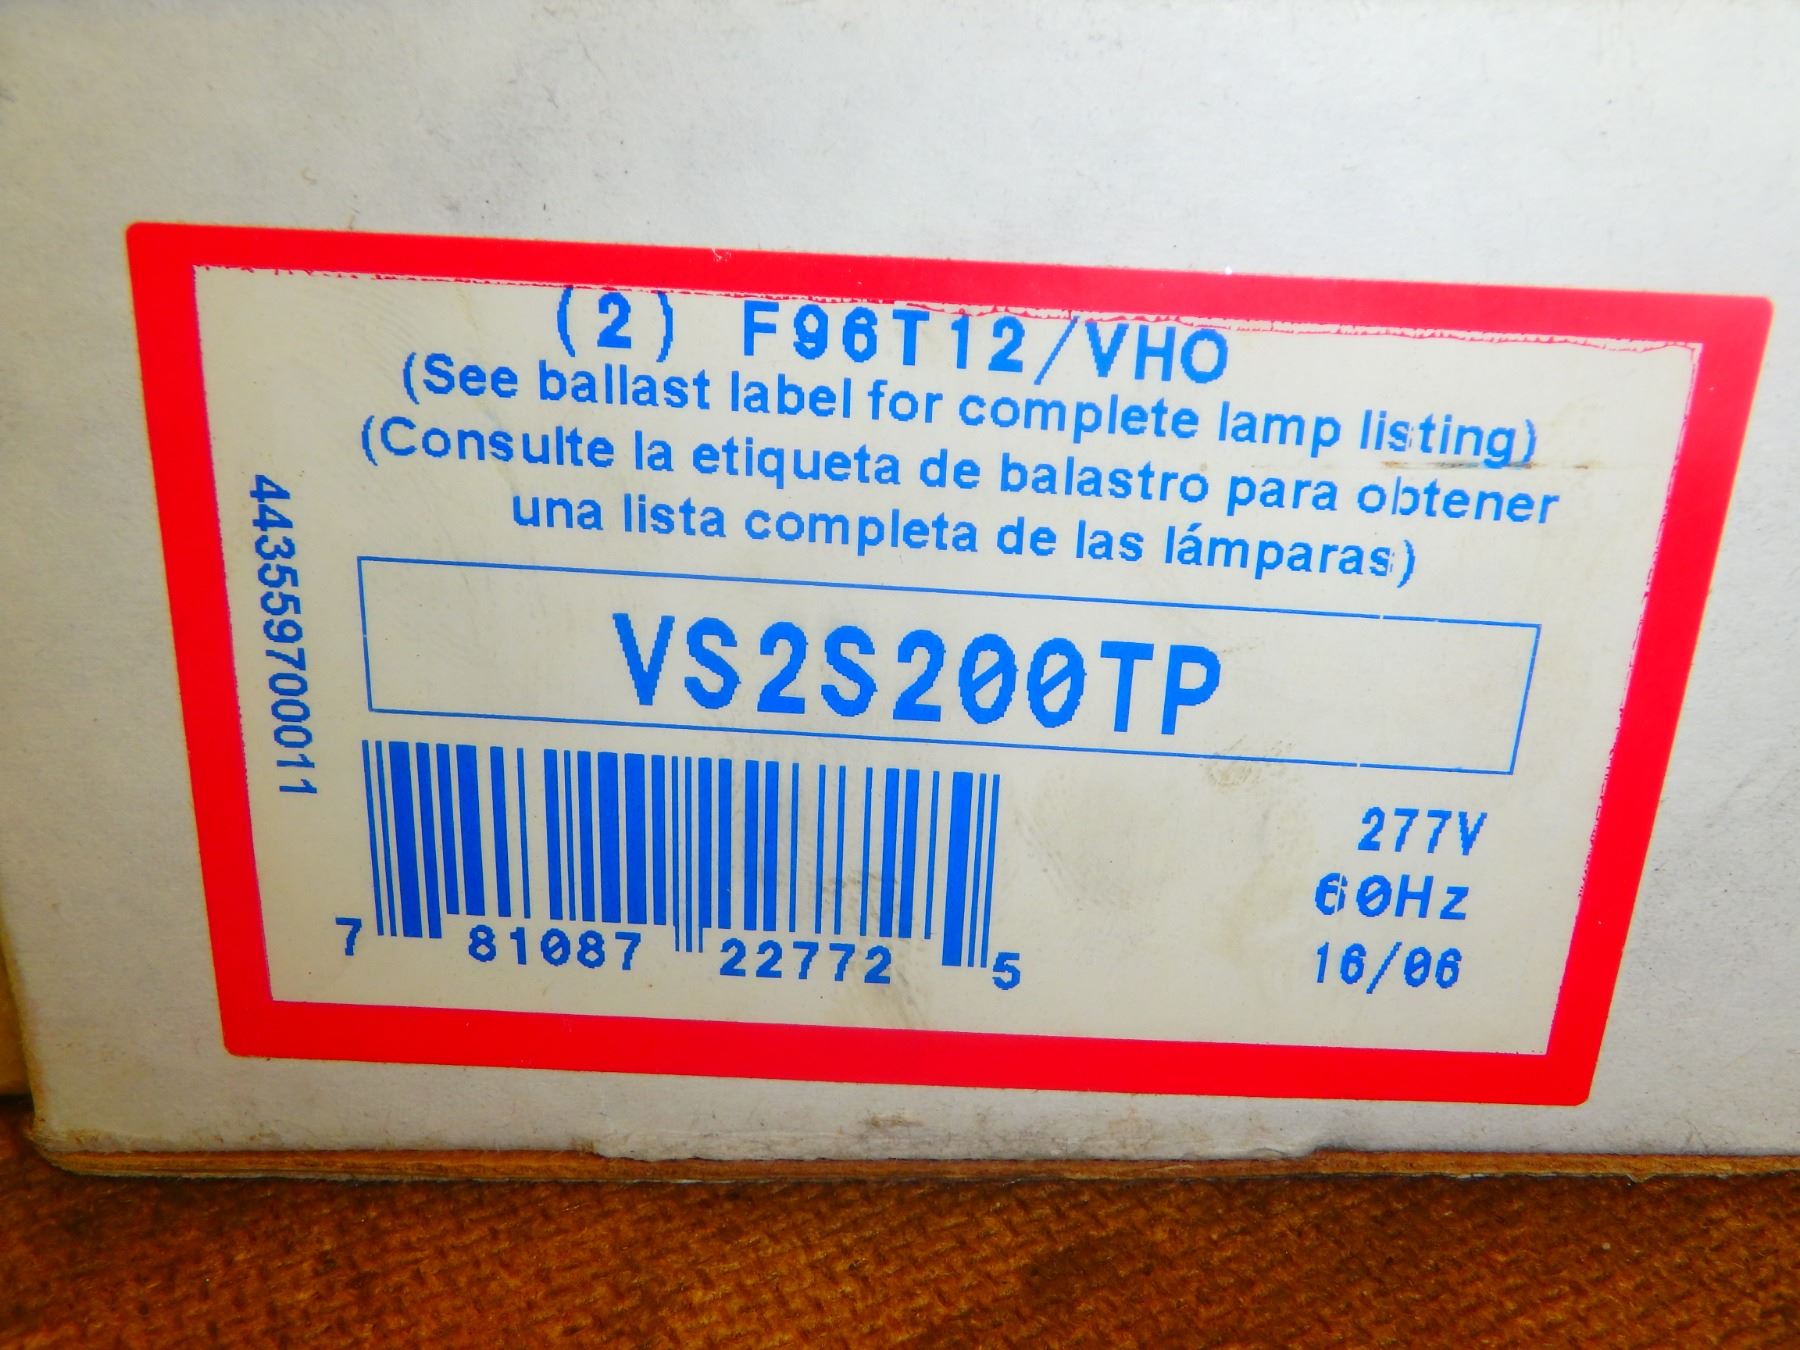 (2) F96T12/VHO
(See ballast label for complete lamp listing)
(Consulte la etiqueta de balastro para obtener
una lista completa de las lámparas)
443559700011
VS2S200TP
277V
60Hz
16/06
7 81087 22772 5